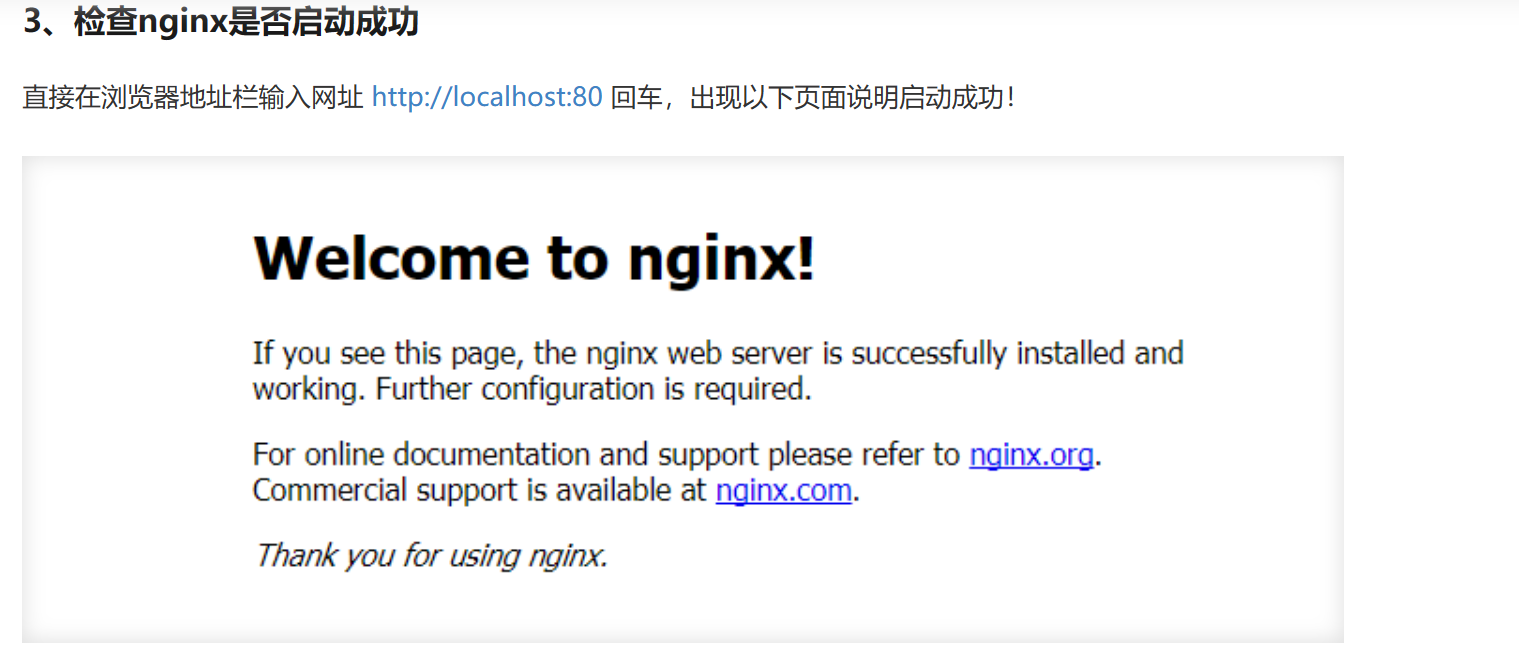 3、检查nginx是否启动成功
直接在浏览器地址栏输入网址 http://localhost:80 回车，出现以下页面说明启动成功！
Welcome to nginx!
If you see this page, the nginx web server is successfully installed and
working. Further configuration is required.
For online documentation and support please refer to nginx.org.
Commercial support is available at nginx.com.
Thank you for using nginx.